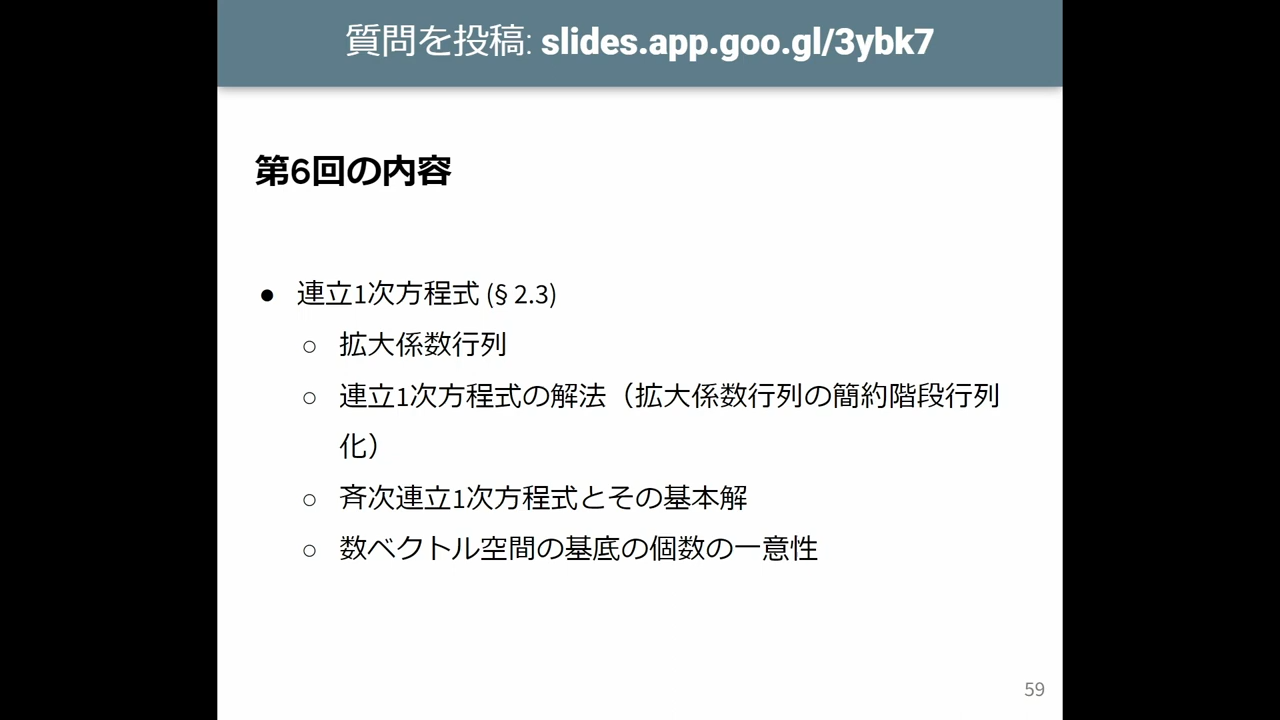 質問を投稿: slides.app.goo.gl/3ybk7
第6回の内容
● 連立1次方程式 (§ 2.3)
○ 拡大係数行列
○ 連立1次方程式の解法（拡大係数行列の簡約階段行列
化）
○ 斉次連立1次方程式とその基本解
○ 数ベクトル空間の基底の個数の一意性
59